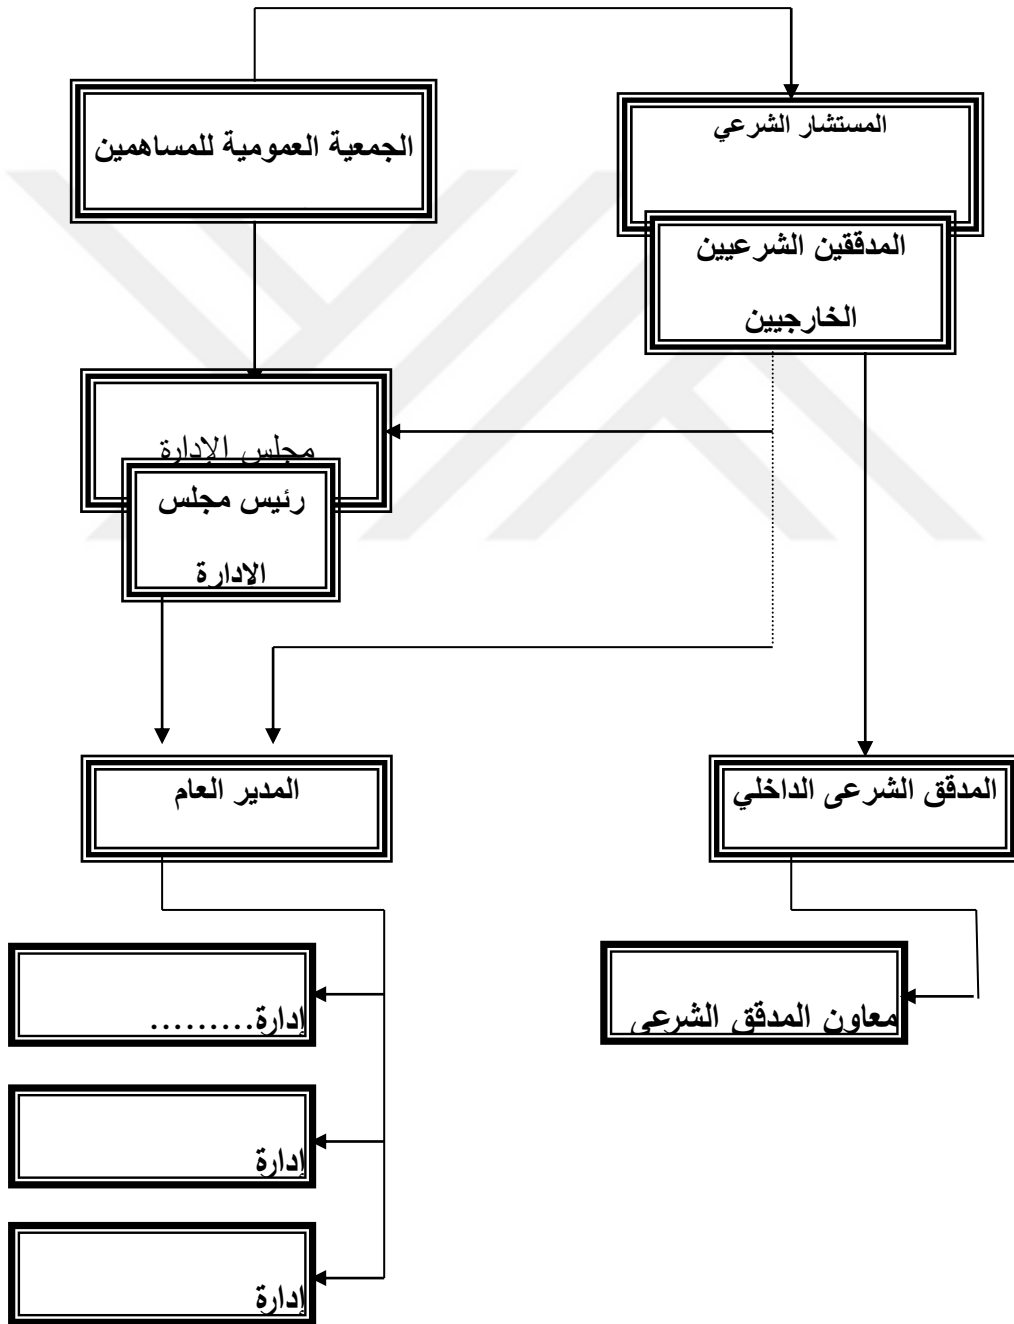 المستشار الشرعي
الجمعية العمومية للمساهمين
المدققين الشرعيين
الخارجيين
مجلس الإدارة
رئيس مجلس
الادارة
المدقق الشرعى الداخلي
المدير العام
معاون المدقق الشرعى
إدارة.........
إدارة
إدارة